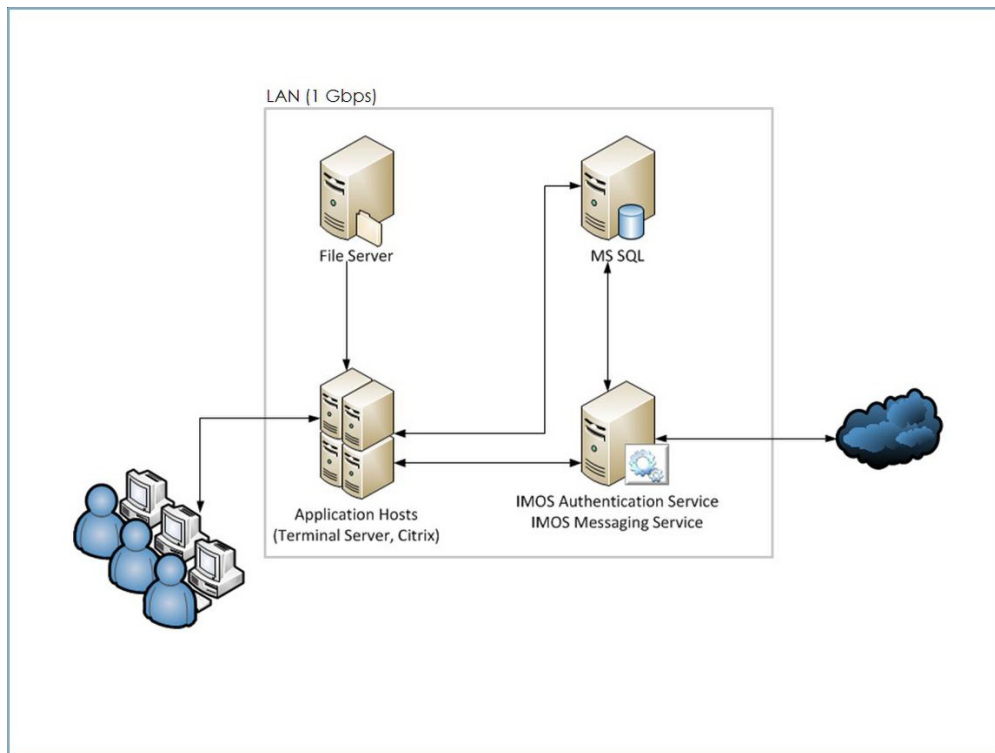 LAN (1 Gbps)
File Server
MS SQL
Application Hosts
(Terminal Server, Citrix)
IMOS Authentication Service
IMOS Messaging Service